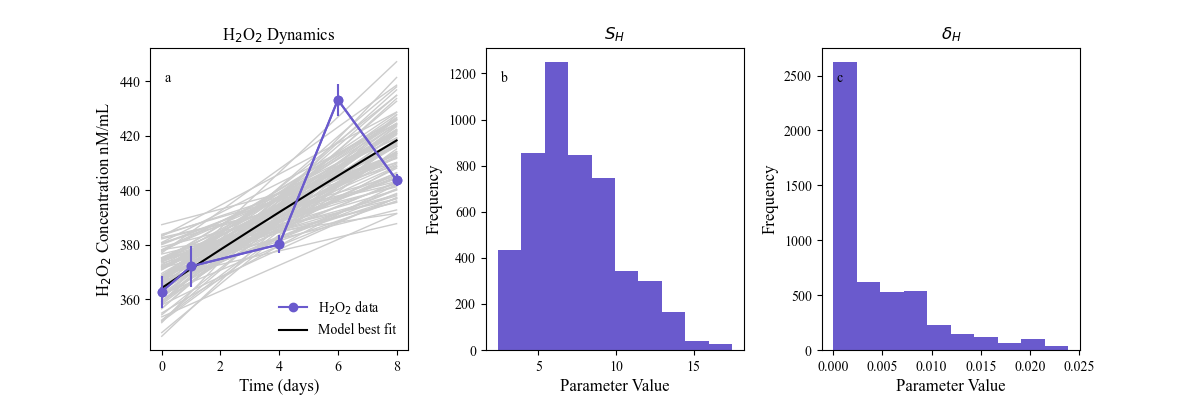 H₂O₂ Dynamics
a
H₂O₂ Concentration nM/mL
440
420
400
380
360
H₂O₂ data
Model best fit
0
2
4
6
8
Time (days)
S_H
b
Frequency
1200
1000
800
600
400
200
0
5
10
15
Parameter Value
δ_H
c
Frequency
2500
2000
1500
1000
500
0
0.000
0.005
0.010
0.015
0.020
0.025
Parameter Value